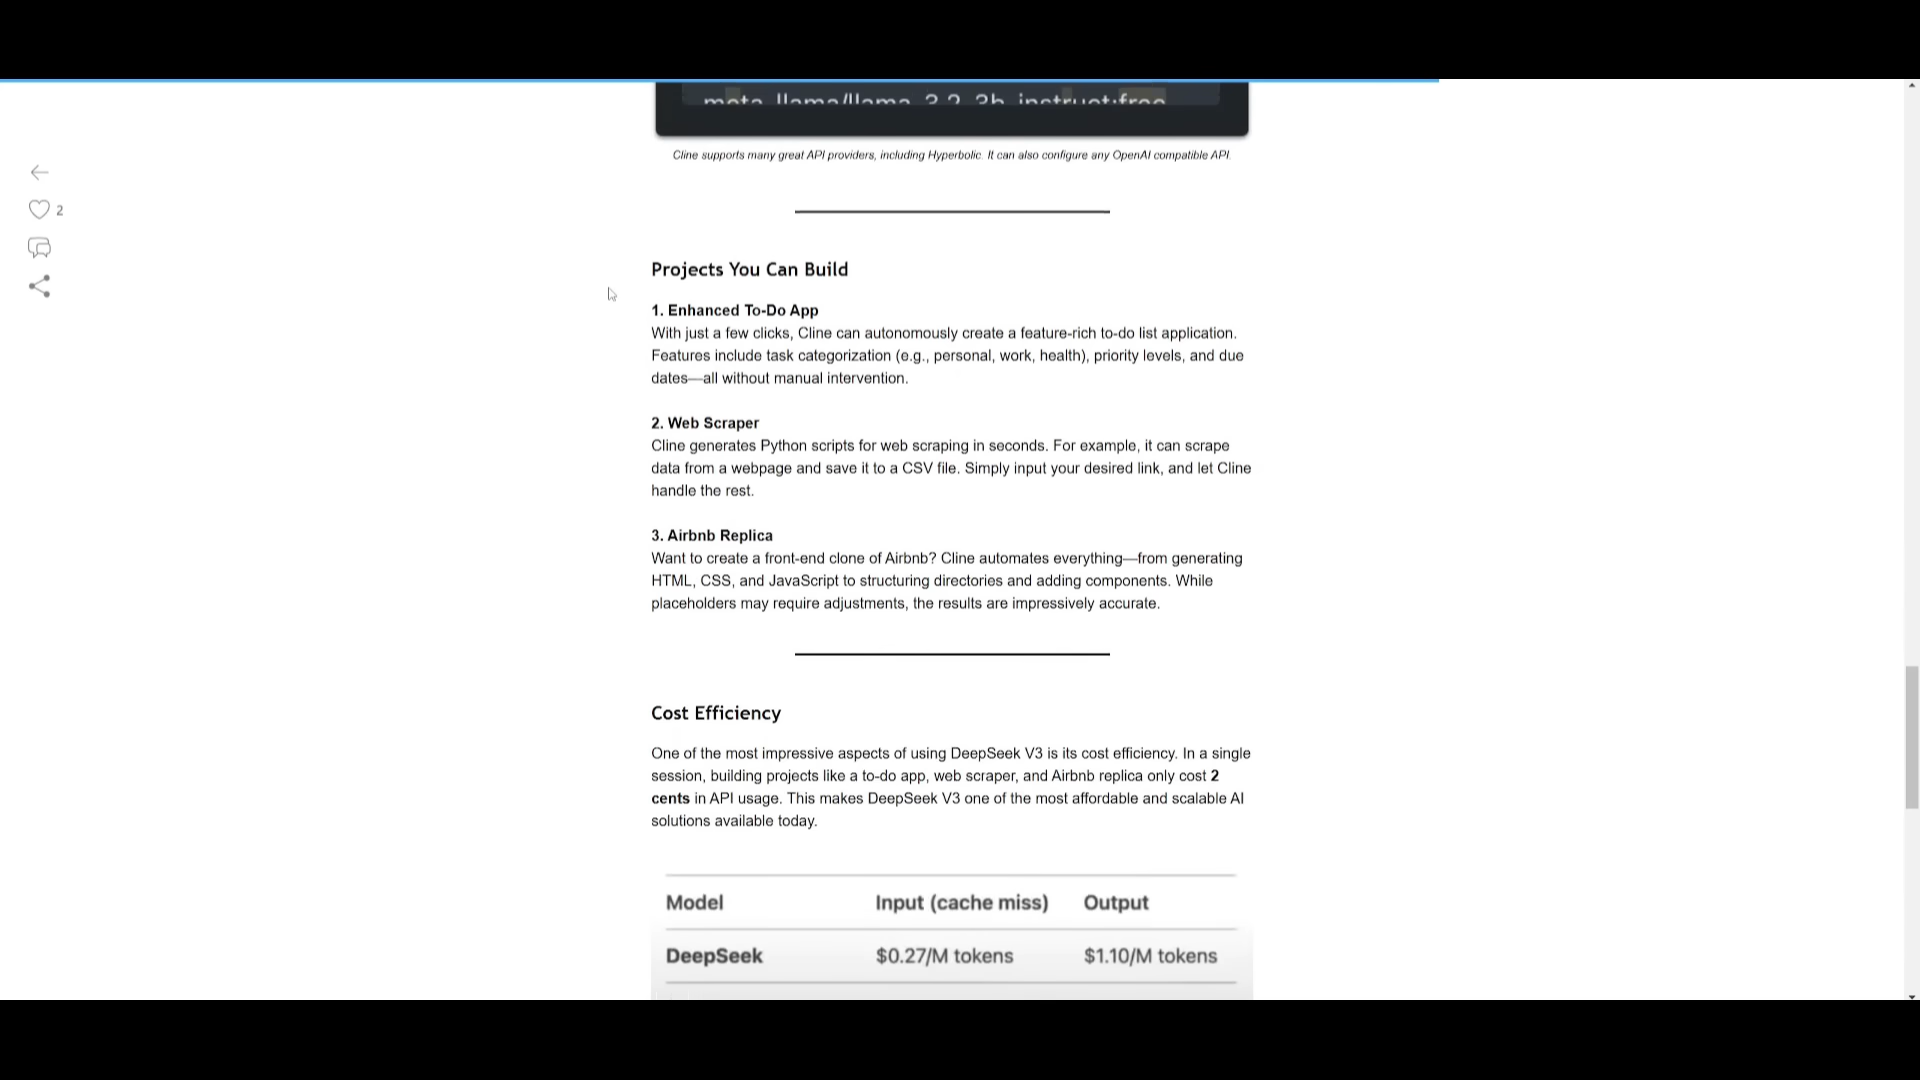 meta-llama/llama-3.2-3b-instruct:free
Cline supports many great API providers, including Hyperbolic. It can also configure any OpenAI compatible API.
2
Projects You Can Build
1. Enhanced To-Do App
With just a few clicks, Cline can autonomously create a feature-rich to-do list application.
Features include task categorization (e.g., personal, work, health), priority levels, and due
dates—all without manual intervention.
2. Web Scraper
Cline generates Python scripts for web scraping in seconds. For example, it can scrape
data from a webpage and save it to a CSV file. Simply input your desired link, and let Cline
handle the rest.
3. Airbnb Replica
Want to create a front-end clone of Airbnb? Cline automates everything—from generating
HTML, CSS, and JavaScript to structuring directories and adding components. While
placeholders may require adjustments, the results are impressively accurate.
Cost Efficiency
One of the most impressive aspects of using DeepSeek V3 is its cost efficiency. In a single
session, building projects like a to-do app, web scraper, and Airbnb replica only cost 2
cents in API usage. This makes DeepSeek V3 one of the most affordable and scalable AI
solutions available today.
Model Input (cache miss) Output
DeepSeek $0.27/M tokens $1.10/M tokens